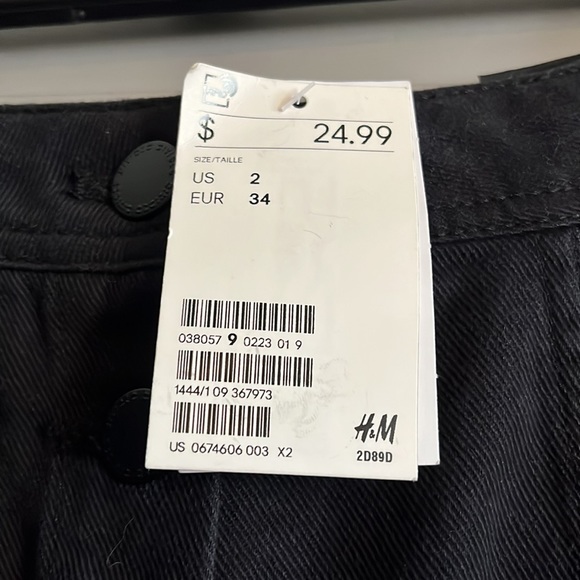 $ 24.99
SIZE/TAILLE
US 2
EUR 34
038057 9 0223 01 9
1444/1 09 367973
US 0674606 003 X2
H&M
2D89D